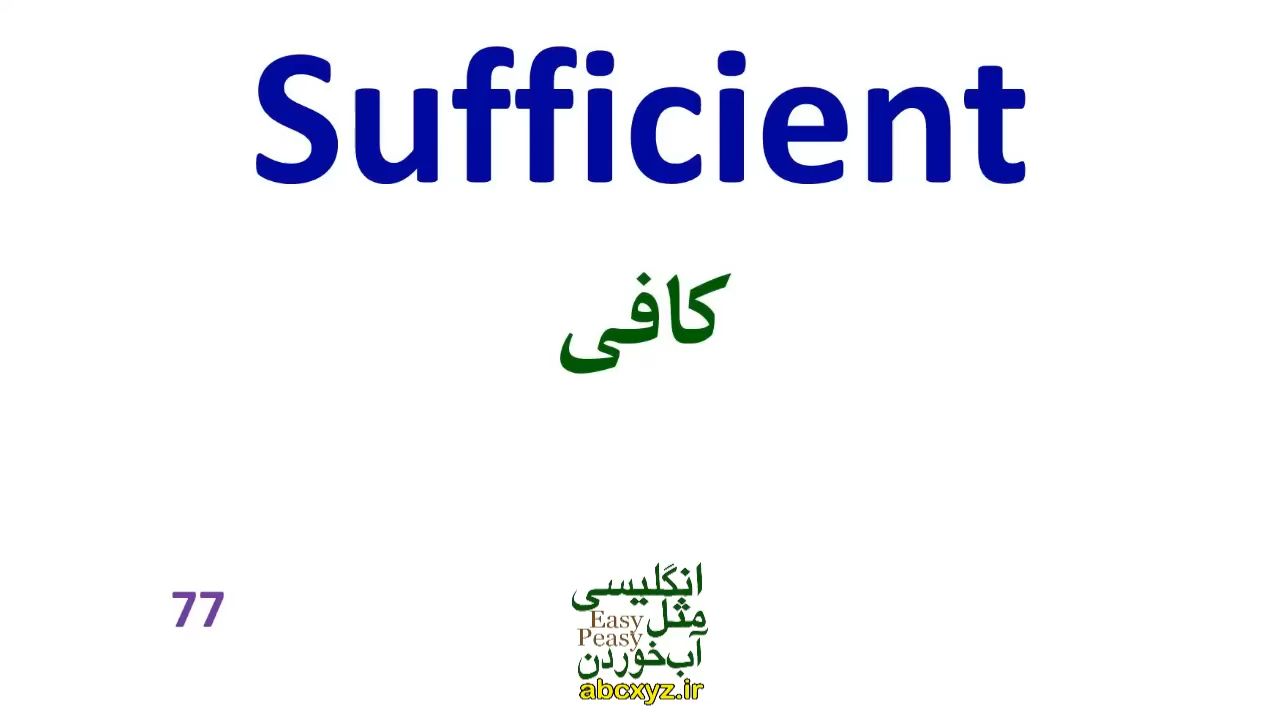 Sufficient
کافی
77
انگلیسی
مثل
Easy
Peasy
آب‌خوردن
abcxyz.ir